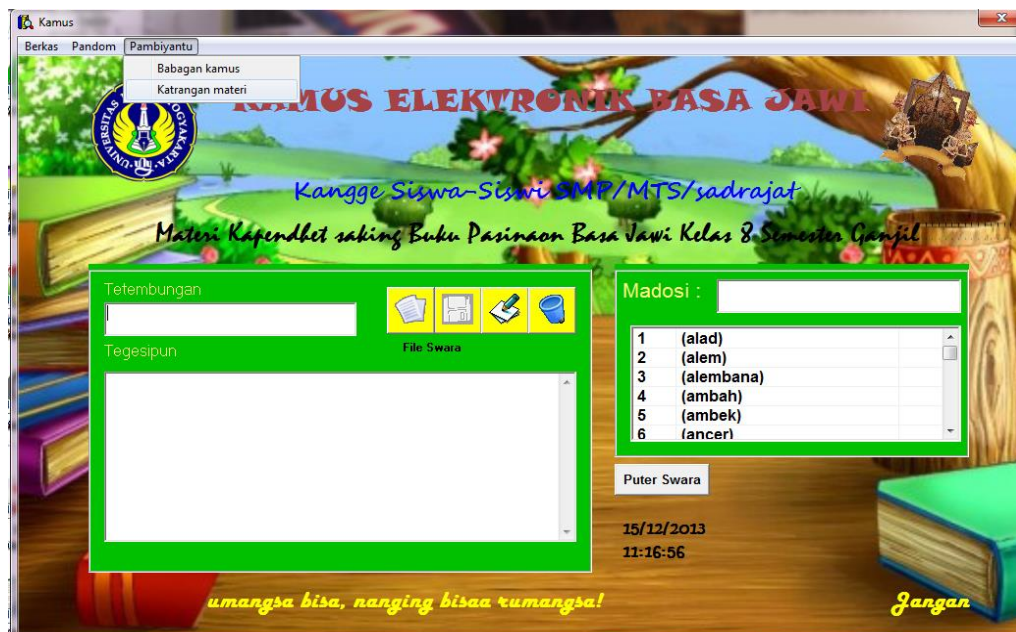 Kamus
Berkas Pandom Pambiyantu
Babagan kamus
Katrangan materi
KAMUS ELEKTRONIK BASA JAWI
Kangge Siswa-Siswi SMP/MTS/sadrajat
Materi Kapendhet saking Buku Pasinaon Basa Jawi Kelas 8 Semester Ganjil
Tetembungan
File Swara
Tegesipun
Madosi :
1 (alad)
2 (alem)
3 (alembana)
4 (ambah)
5 (ambek)
6 (ancer)
Puter Swara
15/12/2013
11:16:56
umangsa bisa, nanging bisaa rumangsa!
Jangan